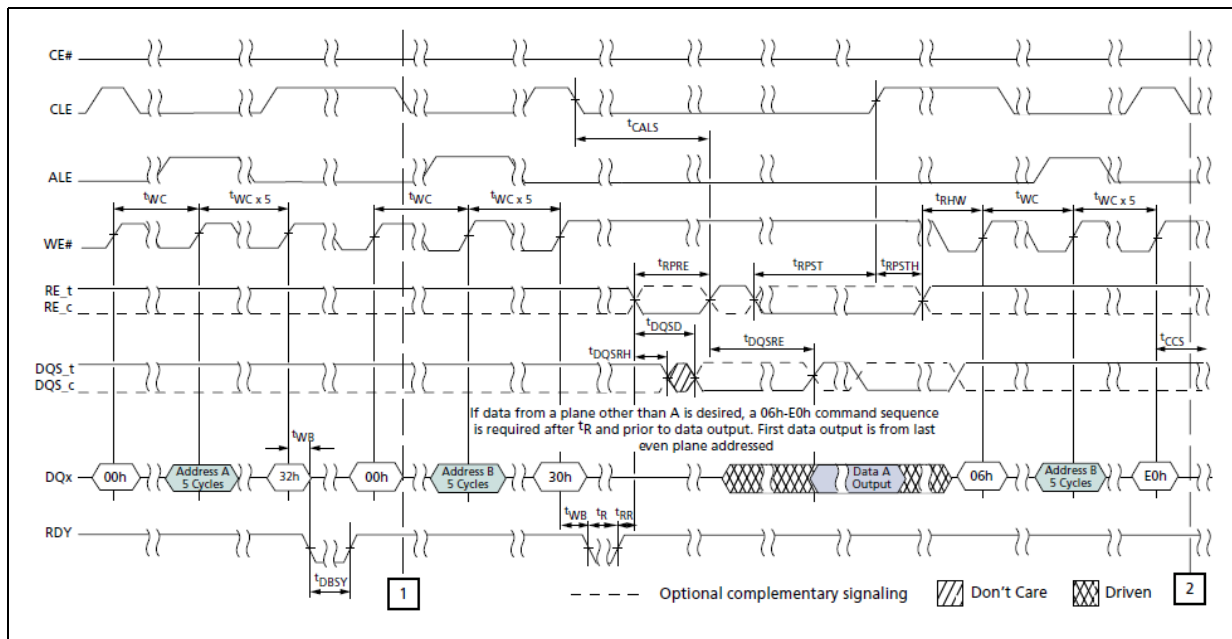 CE#
CLE
tCALS
ALE
tWC
tWC x 5
tWC
tWC x 5
tRHW
tWC
tWC x 5
WE#
tRPRE
tRPST
tRPSTH
RE_t
RE_c
tDQSD
tDQSRH
tDQSRE
tCCS
DQS_t
DQS_c
If data from a plane other than A is desired, a 06h-E0h command sequence
is required after tR and prior to data output. First data output is from last
even plane addressed
tWB
DQx
00h
Address A
5 Cycles
32h
00h
Address B
5 Cycles
30h
Data A
Output
06h
Address B
5 Cycles
E0h
tWB
tR
tRR
RDY
tDBSY
1
Optional complementary signaling
Don't Care
Driven
2